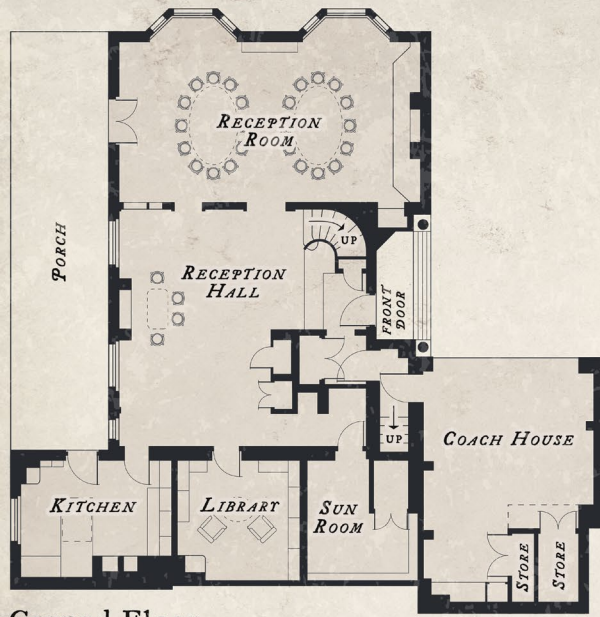 RECEPTION
ROOM
UP
PORCH
RECEPTION
HALL
FRONT
DOOR
UP
COACH HOUSE
KITCHEN
LIBRARY
SUN
ROOM
STORE
STORE